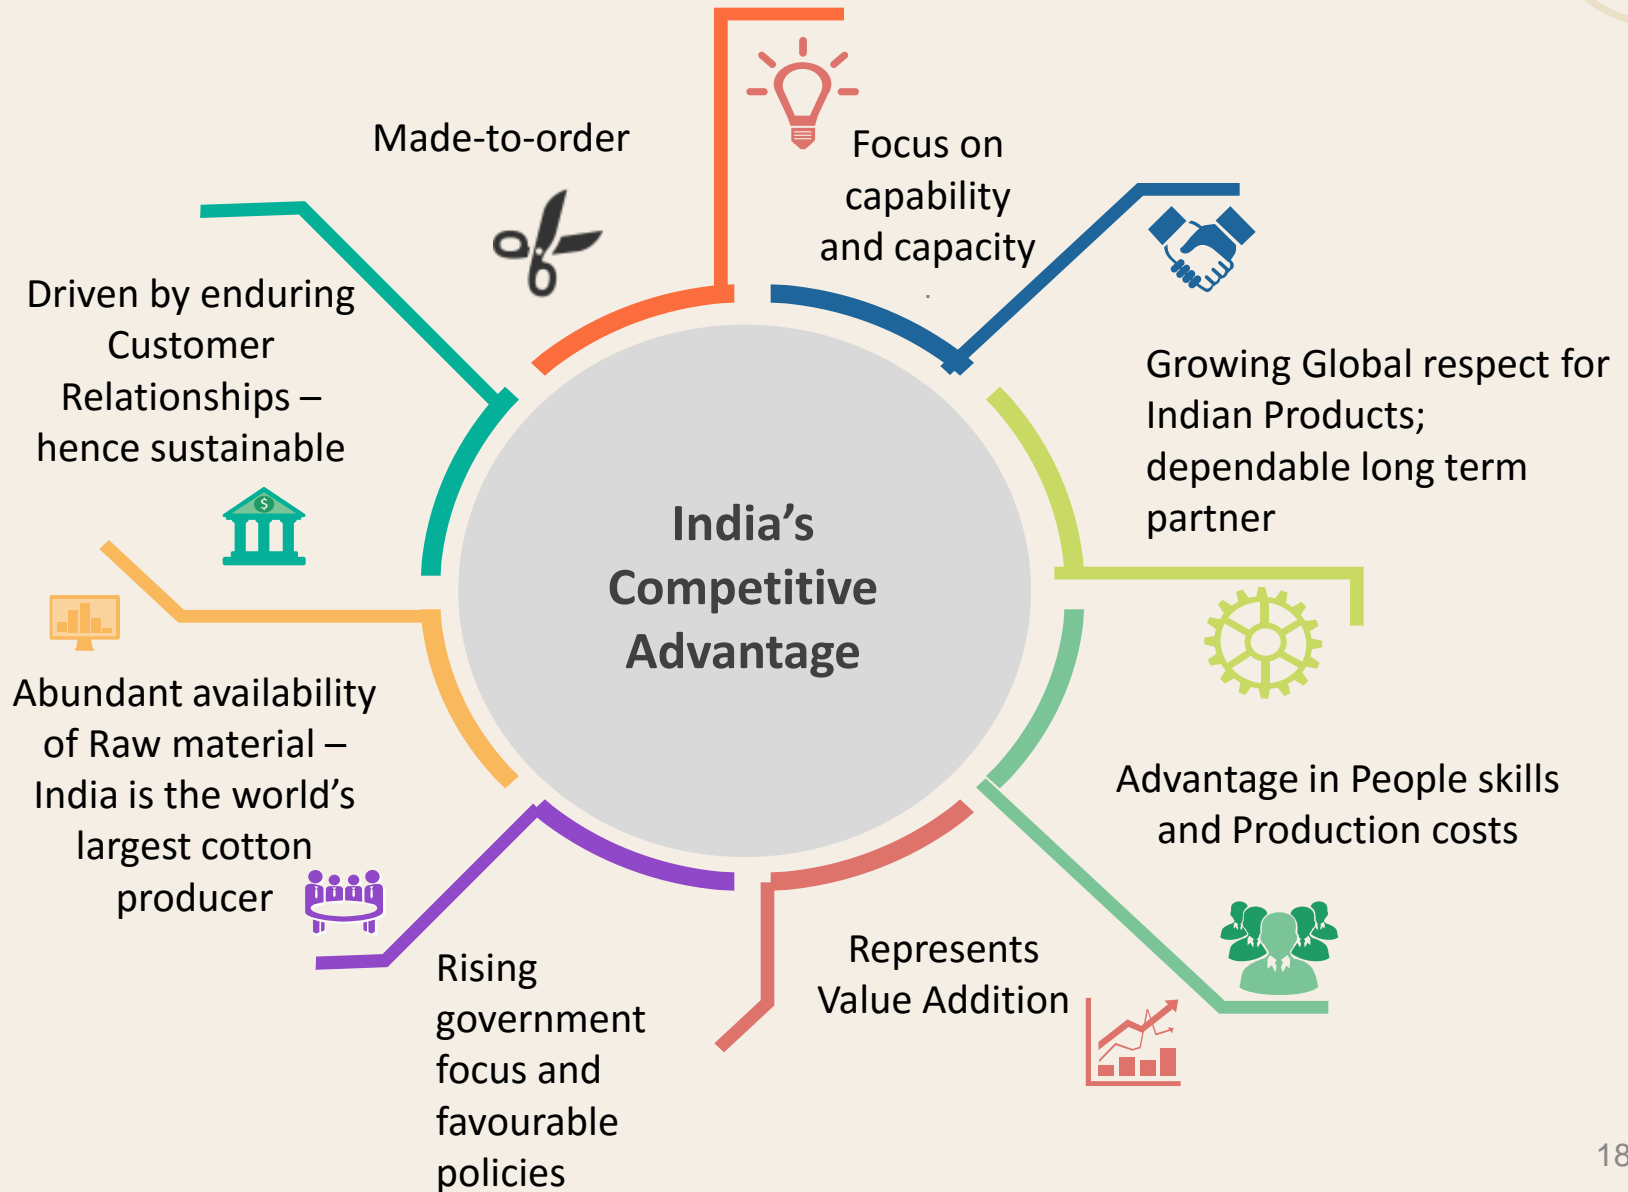 Made-to-order
Focus on
capability
and capacity
.
Driven by enduring
Customer
Relationships –
hence sustainable
Growing Global respect for
Indian Products;
dependable long term
partner
India’s
Competitive
Advantage
Abundant availability
of Raw material –
India is the world’s
largest cotton
producer
Advantage in People skills
and Production costs
Represents
Value Addition
Rising
government
focus and
favourable
policies
$
18